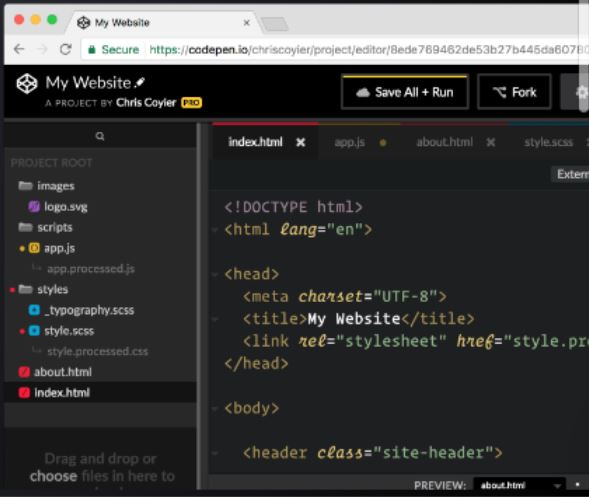 My Website
Secure https://codepen.io/chriscoyier/project/editor/8ede769462de53b27b445da6078
My Website
A PROJECT BY Chris Coyier PRO
Save All + Run
Fork
index.html
app.js
about.html
style.scss
PROJECT ROOT
images
logo.svg
scripts
app.js
app.processed.js
styles
_typography.scss
style.scss
style.processed.css
about.html
index.html
Drag and drop or
choose files in here to
Extern
<!DOCTYPE html>
<html lang="en">
<head>
<meta charset="UTF-8">
<title>My Website</title>
<link rel="stylesheet" href="style.pro
</head>
<body>
<header class="site-header">
PREVIEW: about.html